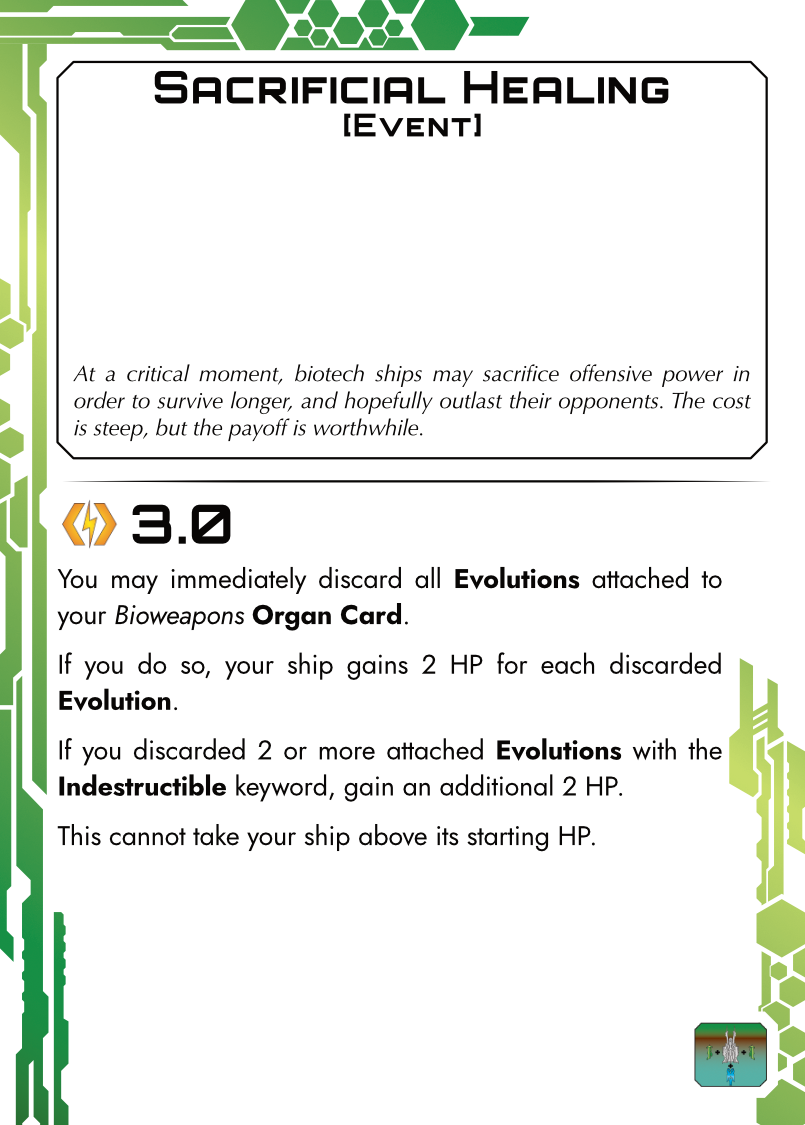 Sacrificial Healing
[Event]
At a critical moment, biotech ships may sacrifice offensive power in
order to survive longer, and hopefully outlast their opponents. The cost
is steep, but the payoff is worthwhile.
3.0
You may immediately discard all Evolutions attached to
your Bioweapons Organ Card.
If you do so, your ship gains 2 HP for each discarded
Evolution.
If you discarded 2 or more attached Evolutions with the
Indestructible keyword, gain an additional 2 HP.
This cannot take your ship above its starting HP.